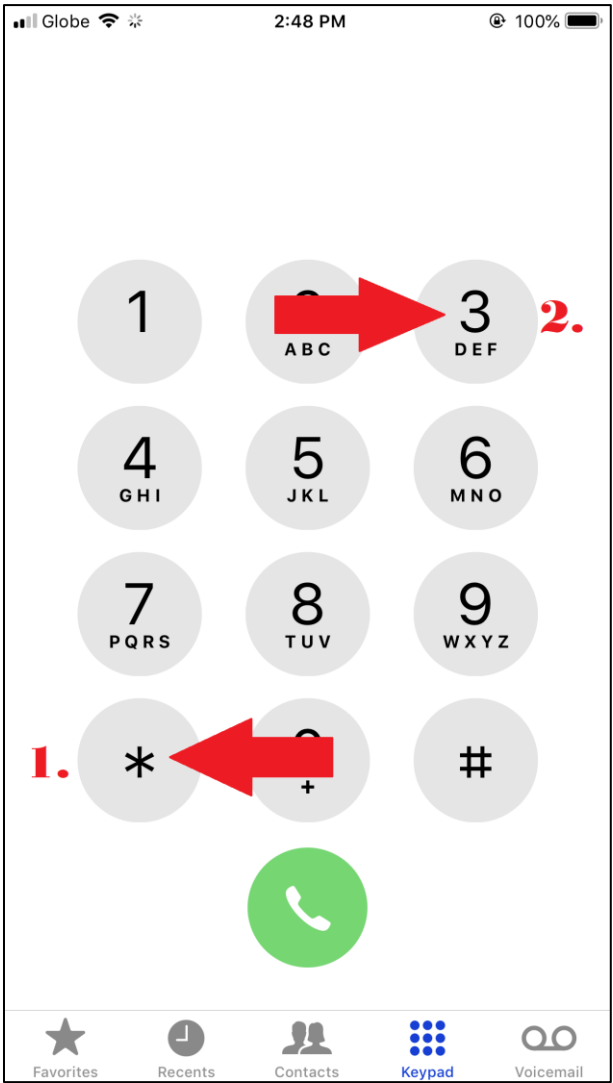 Globe 2:48 PM 100%
1 3 2.
ABC DEF
4 5 6
GHI JKL MNO
7 8 9
PQRS TUV WXYZ
1. * #
+
Favorites Recents Contacts Keypad Voicemail